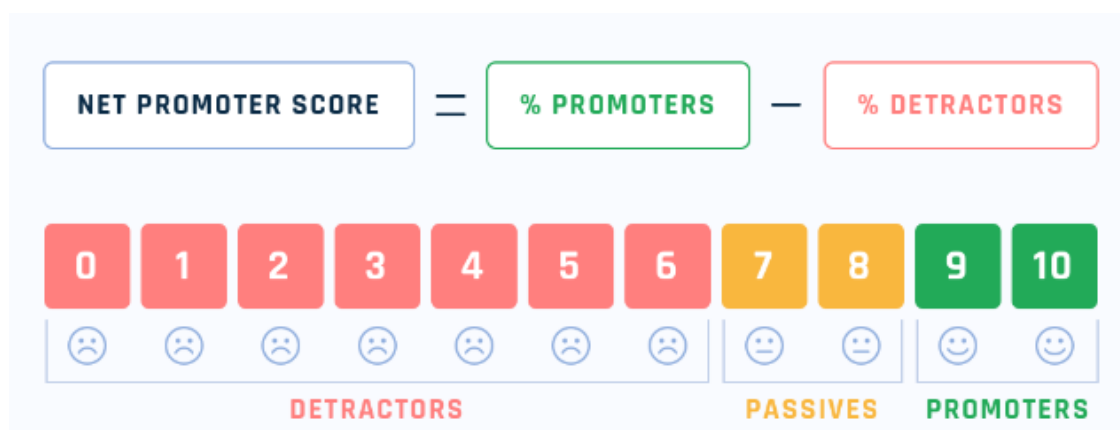 NET PROMOTER SCORE = % PROMOTERS — % DETRACTORS
0 1 2 3 4 5 6 7 8 9 10
DETRACTORS PASSIVES PROMOTERS